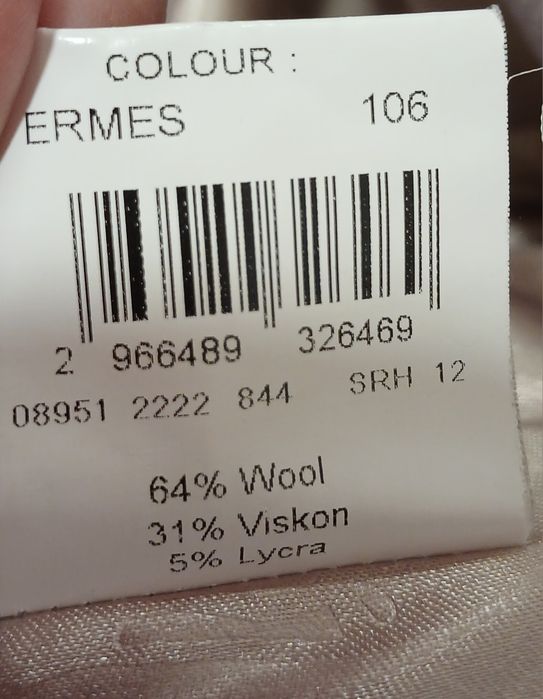 COLOUR :
ERMES 106
2 966489 326469
08951 2222 844 SRH 12
64% Wool
31% Viskon
5% Lycra